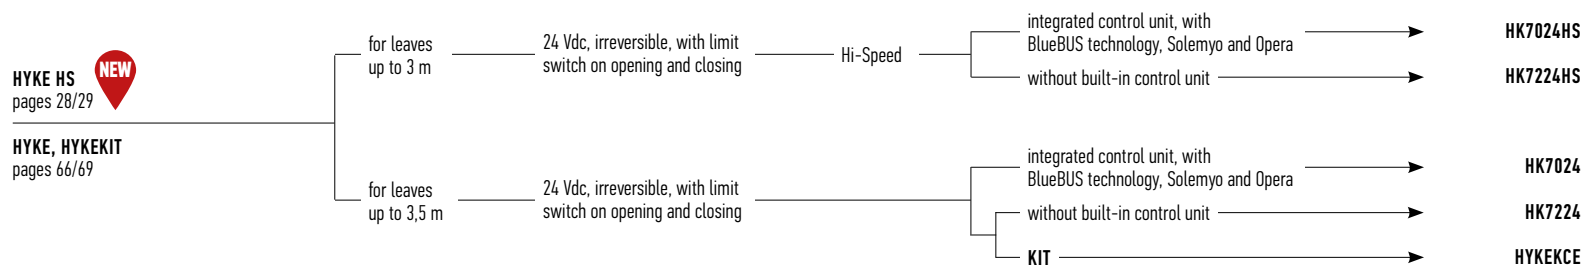 HYKE HS
NEW
pages 28/29
HYKE, HYKEKIT
pages 66/69
for leaves
up to 3 m
24 Vdc, irreversible, with limit
switch on opening and closing
Hi-Speed
integrated control unit, with
BlueBUS technology, Solemyo and Opera
HK7024HS
without built-in control unit
HK7224HS
for leaves
up to 3,5 m
24 Vdc, irreversible, with limit
switch on opening and closing
integrated control unit, with
BlueBUS technology, Solemyo and Opera
HK7024
without built-in control unit
HK7224
KIT
HYKEKCE